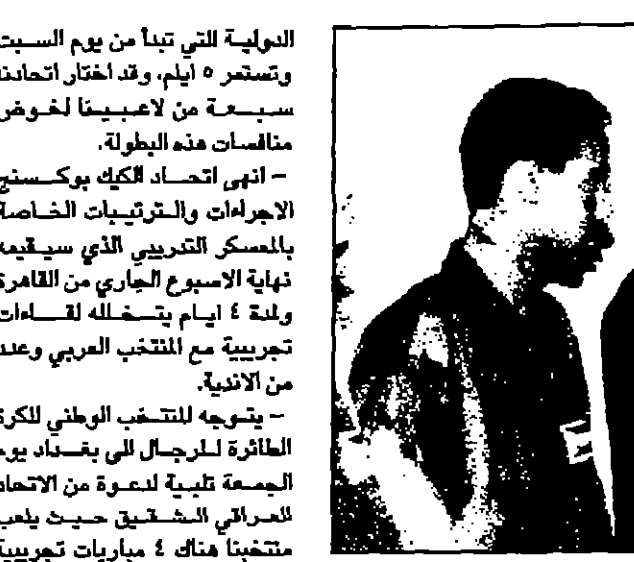 الدولية التي تبدأ من يوم السبت
وتستمر ٥ ايام، وقد اختار اتحادنا
سبعة من لاعبينا لخوض
منافسات هذه البطولة.
- انهى اتحاد الكيك بوكسنج
الاجراءات والترتيبات الخاصة
بالمعسكر التدريبي الذي سيقيمه
نهاية الاسبوع الجاري من القاهرة
ولمدة ٤ ايام يتخلله لقاءات
تجريبية مع المنتخب العربي وعدد
من الاندية.
- يتوجه المنتخب الوطني للكرة
الطائرة للرجال الى بغداد يوم
الجمعة تلبية لدعوة من الاتحاد
العراقي الشقيق حيث يلعب
منتخبنا هناك ٤ مباريات تجريبية